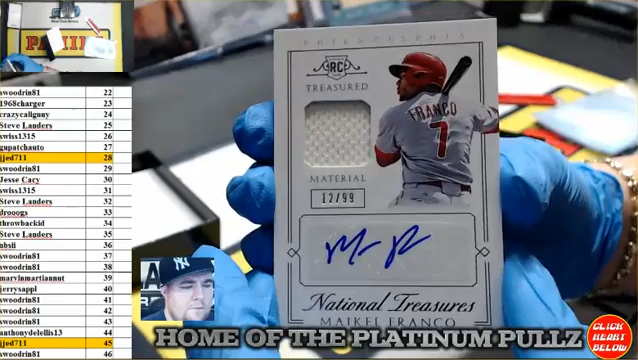 PANINI
swoodrin81 22
1968charger 23
crazycaliguny 24
Steve Landers 25
swiss1315 26
gupatchauto 27
jjed711 28
swoodrin81 29
Jesse Cacy 30
swiss1315 31
Steve Landers 32
drooogs 33
throwbackid 34
Steve Landers 35
nbsii 36
swoodrin81 37
swoodrin81 38
marvinmartiannut 39
jerrysappl 40
swoodrin81 41
swoodrin81 42
swoodrin81 43
anthonydelellis13 44
jjed711 45
swoodrin81 46
PHILADELPHIA
RC
TREASURED
FRANCO
7
MATERIAL
12/99
National Treasures
MAIKEL FRANCO
HOME OF THE PLATINUM PULLZ
CLICK
HEART
BELOW